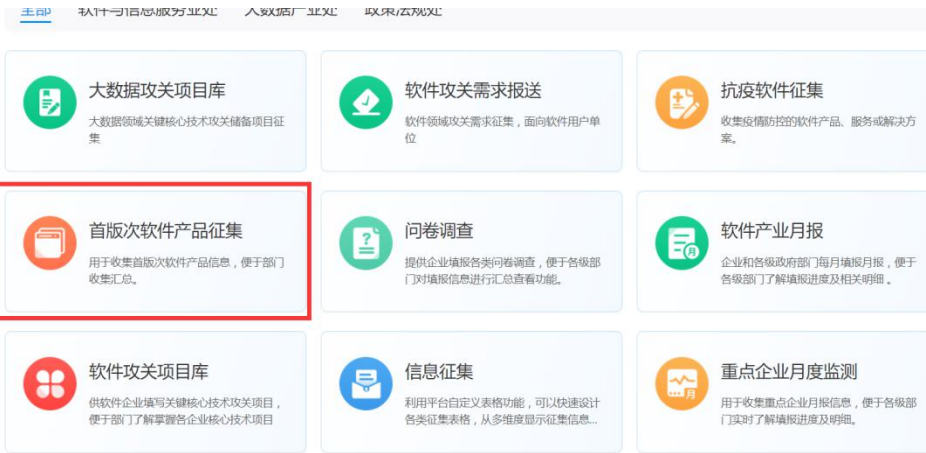 全部 软件与信息服务业处 大数据产业处 政策法规处
大数据攻关项目库
大数据领域关键核心技术攻关储备项目征
集
软件攻关需求报送
软件领域攻关需求征集，面向软件用户单
位
抗疫软件征集
收集疫情防控的软件产品、服务或解决方
案。
首版次软件产品征集
用于收集首版次软件产品信息，便于部门
收集汇总。
问卷调查
提供企业填报各类问卷调查，便于各级部
门对填报信息进行汇总查看功能。
软件产业月报
企业和各级政府部门每月填报月报，便于
各级部门了解填报进度及相关明细 。
月
软件攻关项目库
供软件企业填写关键核心技术攻关项目，
便于部门了解掌握各企业核心技术项目
信息征集
利用平台自定义表格功能，可以快速设计
各类征集表格，从多维度显示征集信息...
重点企业月度监测
用于收集重点企业月报信息，便于各级部
门实时了解填报进度及明细。
月